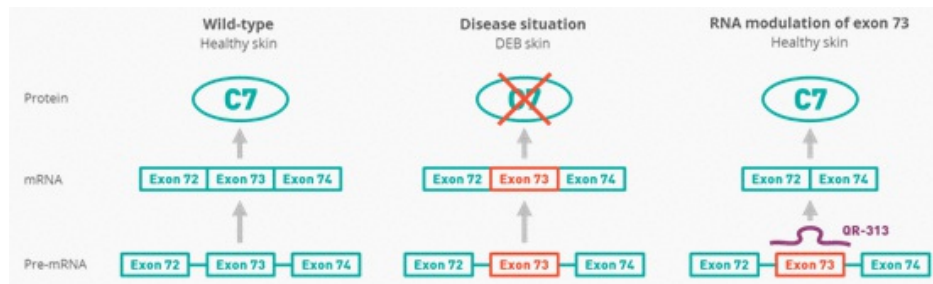 Wild-type
Healthy skin
Disease situation
DEB skin
RNA modulation of exon 73
Healthy skin
Protein
C7
C7
C7
mRNA
Exon 72 Exon 73 Exon 74
Exon 72 Exon 73 Exon 74
Exon 72 Exon 74
QR-313
Pre-mRNA
Exon 72 Exon 73 Exon 74
Exon 72 Exon 73 Exon 74
Exon 72 Exon 73 Exon 74